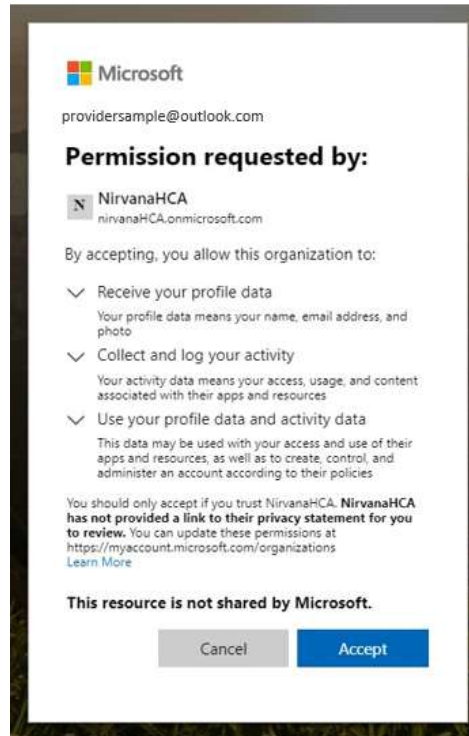 Microsoft
providersample@outlook.com
Permission requested by:
N
NirvanaHCA
nirvanaHCA.onmicrosoft.com
By accepting, you allow this organization to:
Receive your profile data
Your profile data means your name, email address, and
photo
Collect and log your activity
Your activity data means your access, usage, and content
associated with their apps and resources
Use your profile data and activity data
This data may be used with your access and use of their
apps and resources, as well as to create, control, and
administer an account according to their policies
You should only accept if you trust NirvanaHCA. NirvanaHCA
has not provided a link to their privacy statement for you
to review. You can update these permissions at
https://myaccount.microsoft.com/organizations
Learn More
This resource is not shared by Microsoft.
Cancel
Accept